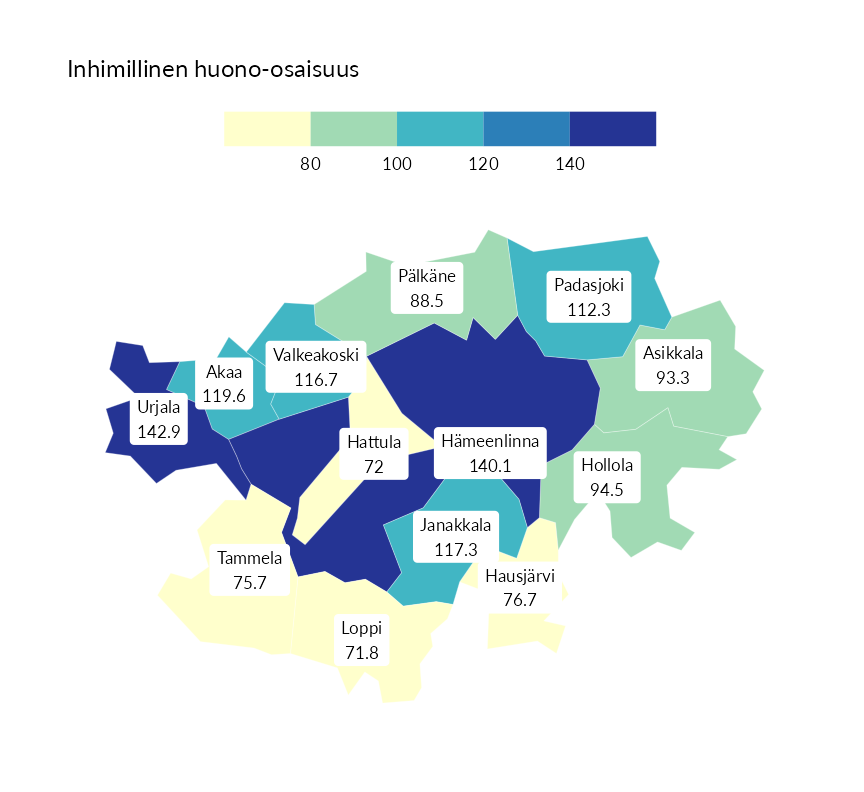 Inhimillinen huono-osaisuus
80 100 120 140
Pälkäne
88.5
Padasjoki
112.3
Valkeakoski
116.7
Asikkala
93.3
Akaa
119.6
Urjala
142.9
Hattula
72
Hämeenlinna
140.1
Hollola
94.5
Janakkala
117.3
Tammela
75.7
Hausjärvi
76.7
Loppi
71.8